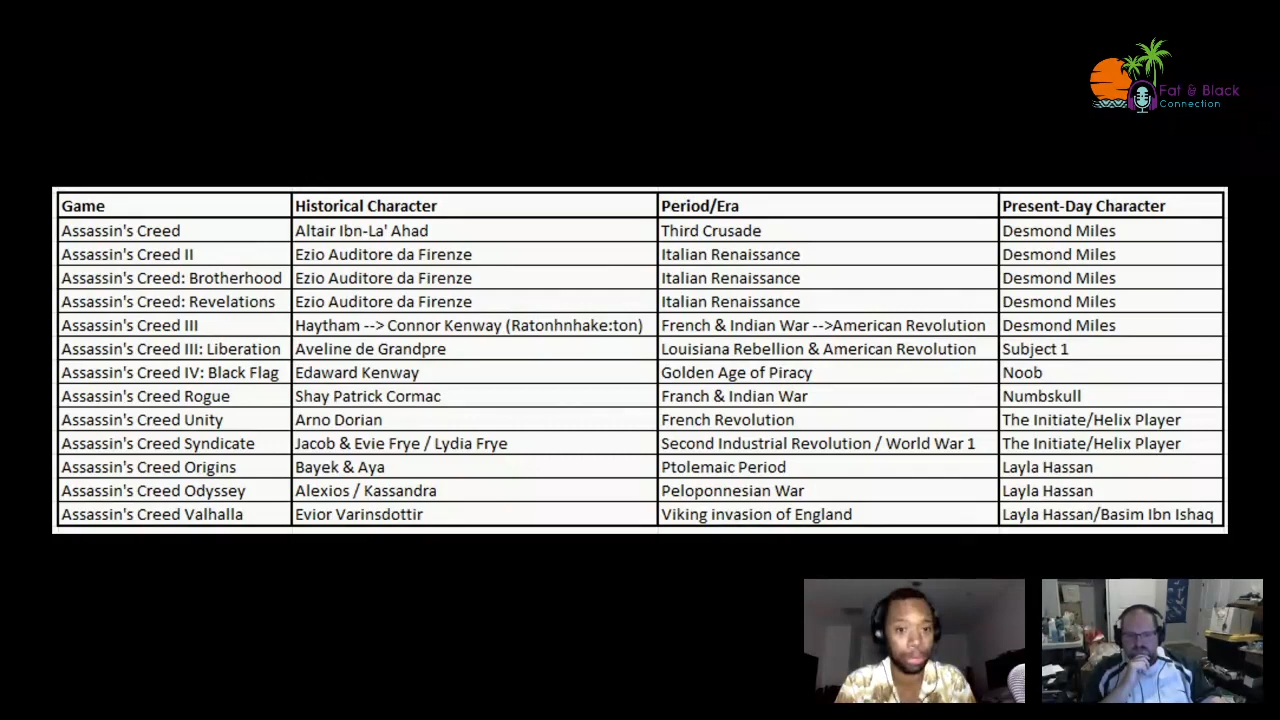 Fat & Black
Connection
Game Historical Character Period/Era Present-Day Character
Assassin's Creed Altair Ibn-La' Ahad Third Crusade Desmond Miles
Assassin's Creed II Ezio Auditore da Firenze Italian Renaissance Desmond Miles
Assassin's Creed: Brotherhood Ezio Auditore da Firenze Italian Renaissance Desmond Miles
Assassin's Creed: Revelations Ezio Auditore da Firenze Italian Renaissance Desmond Miles
Assassin's Creed III Haytham --> Connor Kenway (Ratonhnhake:ton) French & Indian War -->American Revolution Desmond Miles
Assassin's Creed III: Liberation Aveline de Grandpre Louisiana Rebellion & American Revolution Subject 1
Assassin's Creed IV: Black Flag Edaward Kenway Golden Age of Piracy Noob
Assassin's Creed Rogue Shay Patrick Cormac Franch & Indian War Numbskull
Assassin's Creed Unity Arno Dorian French Revolution The Initiate/Helix Player
Assassin's Creed Syndicate Jacob & Evie Frye / Lydia Frye Second Industrial Revolution / World War 1 The Initiate/Helix Player
Assassin's Creed Origins Bayek & Aya Ptolemaic Period Layla Hassan
Assassin's Creed Odyssey Alexios / Kassandra Peloponnesian War Layla Hassan
Assassin's Creed Valhalla Evior Varinsdottir Viking invasion of England Layla Hassan/Basim Ibn Ishaq